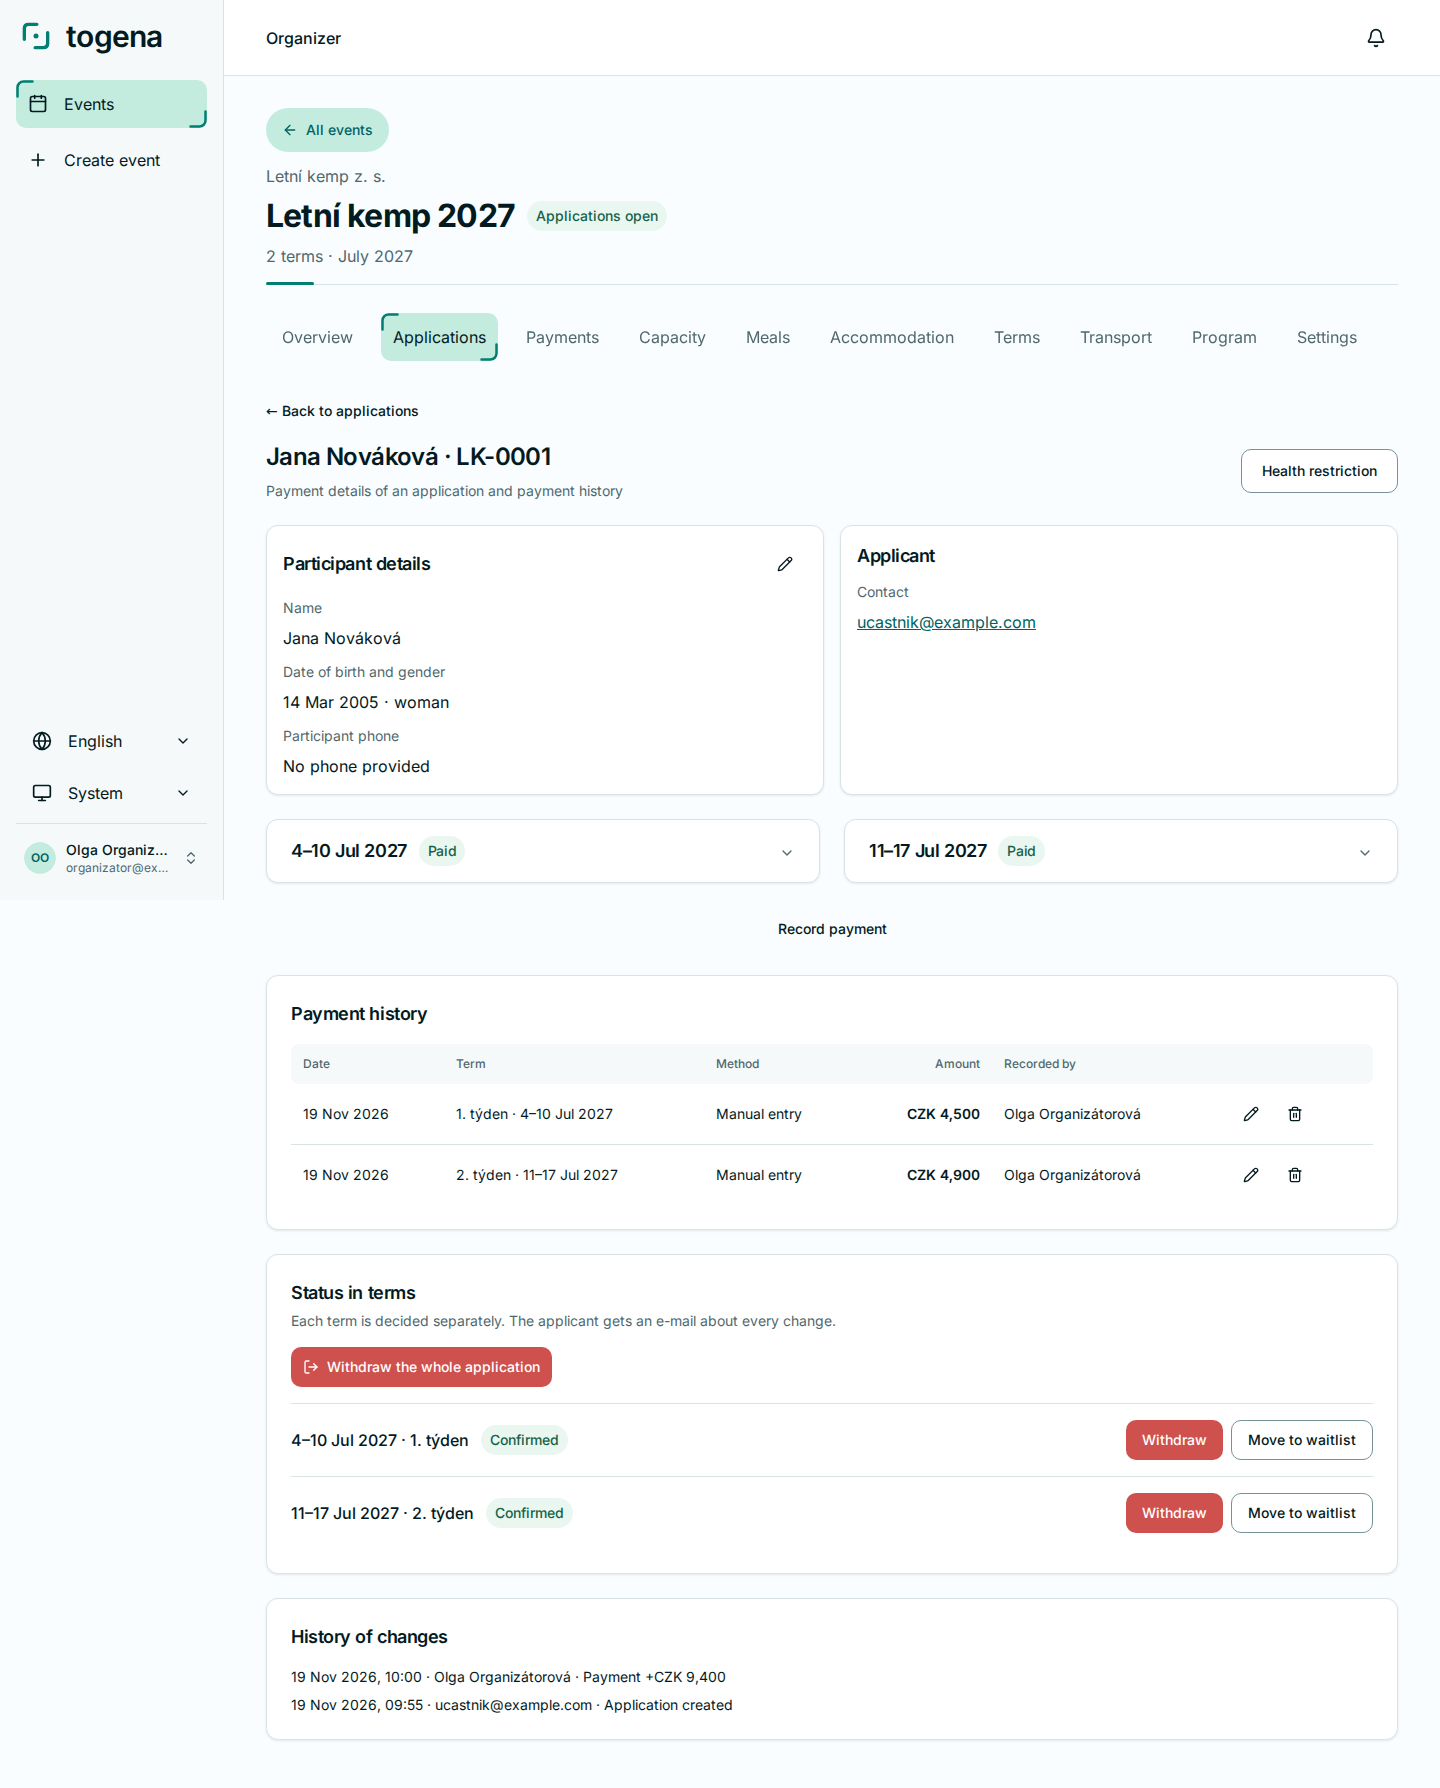 togena
Organizer
Events
Create event
All events
Letní kemp z. s.
Letní kemp 2027 Applications open
2 terms · July 2027
Overview Applications Payments Capacity Meals Accommodation Terms Transport Program Settings
← Back to applications
Jana Nováková · LK-0001
Payment details of an application and payment history
Health restriction
Participant details
Name
Jana Nováková
Date of birth and gender
14 Mar 2005 · woman
Participant phone
No phone provided
Applicant
Contact
ucastnik@example.com
English
System
OO
Olga Organiz...
organizator@ex...
4–10 Jul 2027 Paid
11–17 Jul 2027 Paid
Record payment
Payment history
Date Term Method Amount Recorded by
19 Nov 2026 1. týden · 4–10 Jul 2027 Manual entry CZK 4,500 Olga Organizátorová
19 Nov 2026 2. týden · 11–17 Jul 2027 Manual entry CZK 4,900 Olga Organizátorová
Status in terms
Each term is decided separately. The applicant gets an e-mail about every change.
Withdraw the whole application
4–10 Jul 2027 · 1. týden Confirmed Withdraw Move to waitlist
11–17 Jul 2027 · 2. týden Confirmed Withdraw Move to waitlist
History of changes
19 Nov 2026, 10:00 · Olga Organizátorová · Payment +CZK 9,400
19 Nov 2026, 09:55 · ucastnik@example.com · Application created